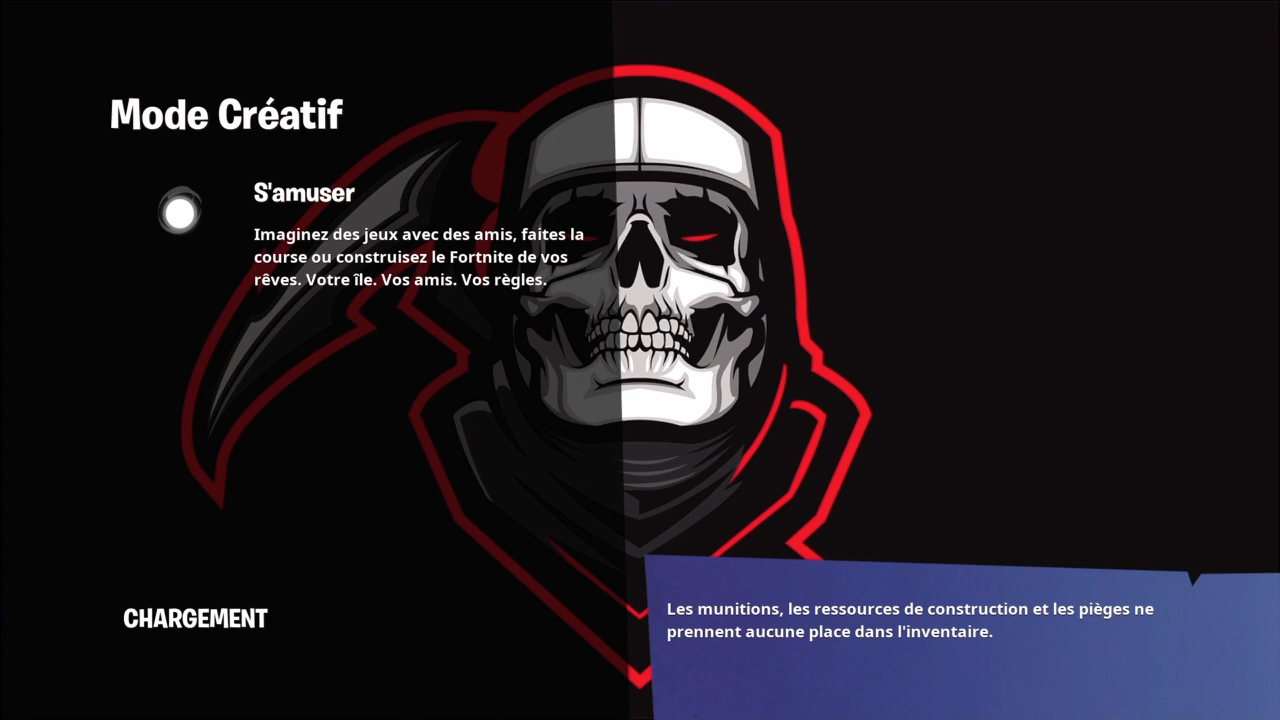 Mode Créatif
S'amuser
Imaginez des jeux avec des amis, faites la
course ou construisez le Fortnite de vos
rêves. Votre île. Vos amis. Vos règles.
CHARGEMENT
Les munitions, les ressources de construction et les pièges ne
prennent aucune place dans l'inventaire.